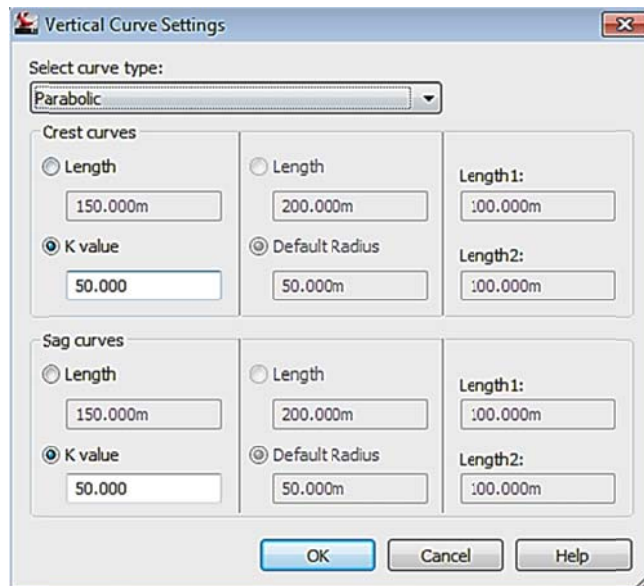 Vertical Curve Settings
Select curve type:
Parabolic
Crest curves
Length
150.000m
K value
50.000
Length
200.000m
Default Radius
50.000m
Length1:
100.000m
Length2:
100.000m
Sag curves
Length
150.000m
K value
50.000
Length
200.000m
Default Radius
50.000m
Length1:
100.000m
Length2:
100.000m
OK
Cancel
Help